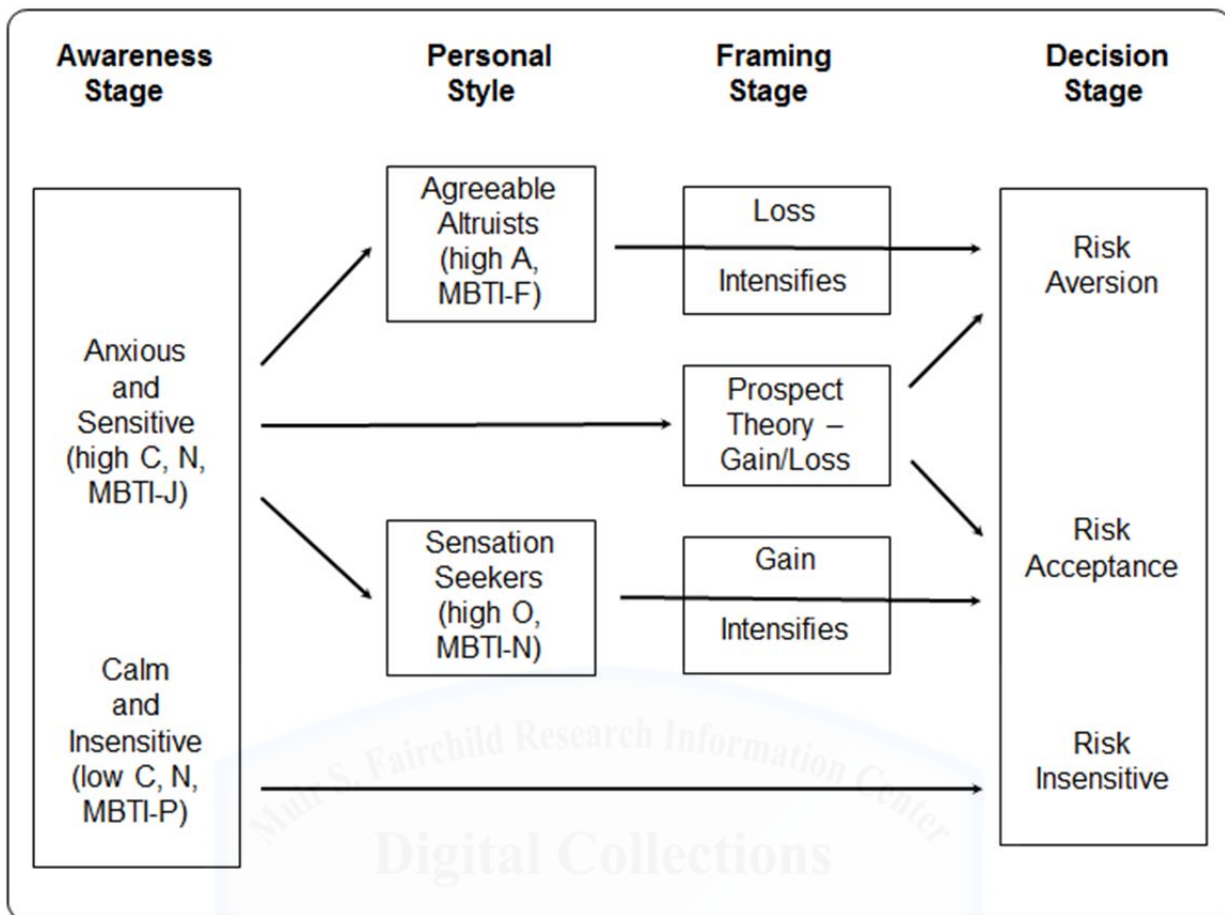 Awareness
Stage
Personal
Style
Framing
Stage
Decision
Stage
Anxious
and
Sensitive
(high C, N,
MBTI-J)
Calm
and
Insensitive
(low C, N,
MBTI-P)
Agreeable
Altruists
(high A,
MBTI-F)
Sensation
Seekers
(high O,
MBTI-N)
Loss
Intensifies
Prospect
Theory –
Gain/Loss
Gain
Intensifies
Risk
Aversion
Risk
Acceptance
Risk
Insensitive
Muir S. Fairchild Research Information Center
Digital Collections